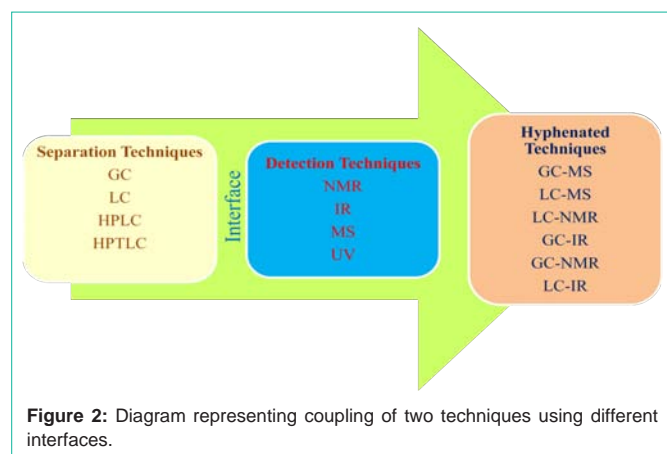 Separation Techniques
GC
LC
HPLC
HPTLC
Interface
Detection Techniques
NMR
IR
MS
UV
Hyphenated
Techniques
GC-MS
LC-MS
LC-NMR
GC-IR
GC-NMR
LC-IR
Figure 2: Diagram representing coupling of two techniques using different
interfaces.